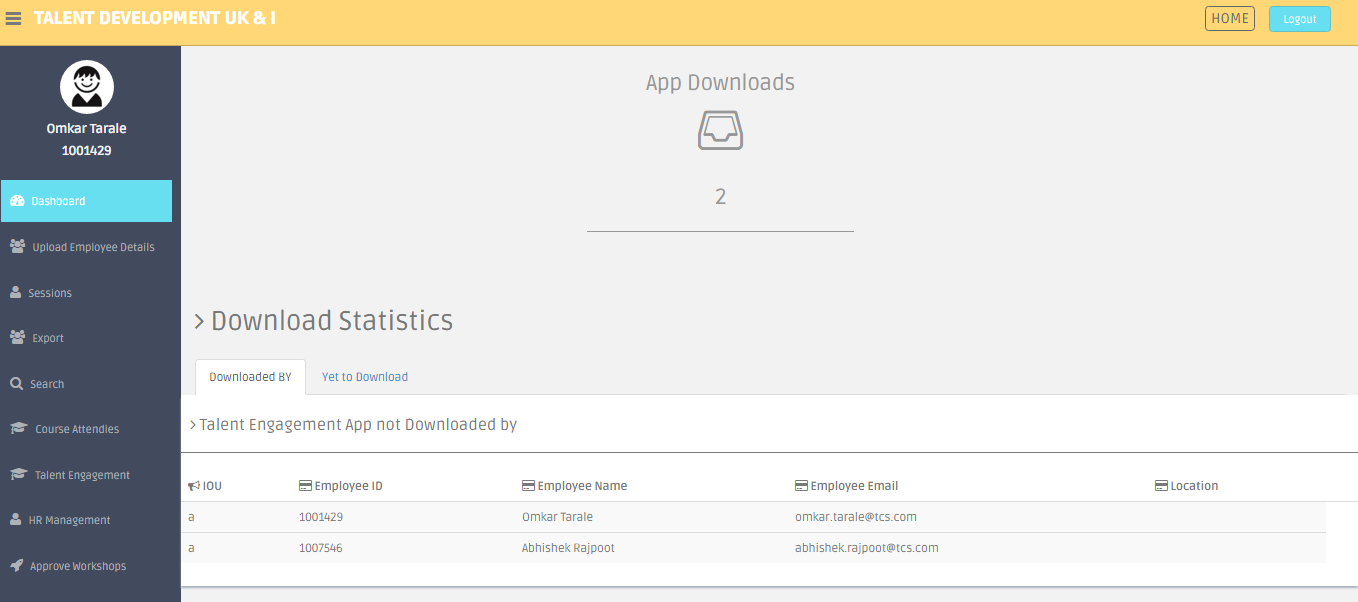 TALENT DEVELOPMENT UK & I
HOME
Logout
Omkar Tarale
1001429
Dashboard
Upload Employee Details
Sessions
Export
Search
Course Attendies
Talent Engagement
HR Management
Approve Workshops
App Downloads
2
> Download Statistics
Downloaded BY
Yet to Download
> Talent Engagement App not Downloaded by
IOU Employee ID Employee Name Employee Email Location
a 1001429 Omkar Tarale omkar.tarale@tcs.com
a 1007546 Abhishek Rajpoot abhishek.rajpoot@tcs.com